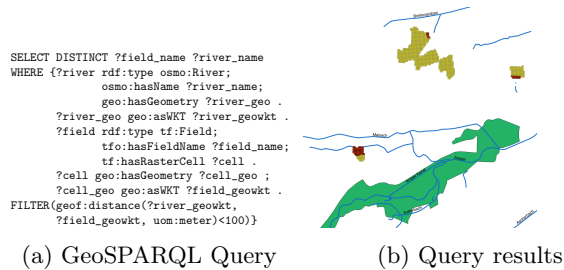 SELECT DISTINCT ?field_name ?river_name
WHERE {?river rdf:type osmo:River;
osmo:hasName ?river_name;
geo:hasGeometry ?river_geo .
?river_geo geo:asWKT ?river_geowkt .
?field rdf:type tf:Field;
tfo:hasFieldName ?field_name;
tf:hasRasterCell ?cell .
?cell geo:hasGeometry ?cell_geo ;
?cell_geo geo:asWKT ?field_geowkt .
FILTER(geof:distance(?river_geowkt,
?field_geowkt, uom:meter)<100)}
(a) GeoSPARQL Query
(b) Query results